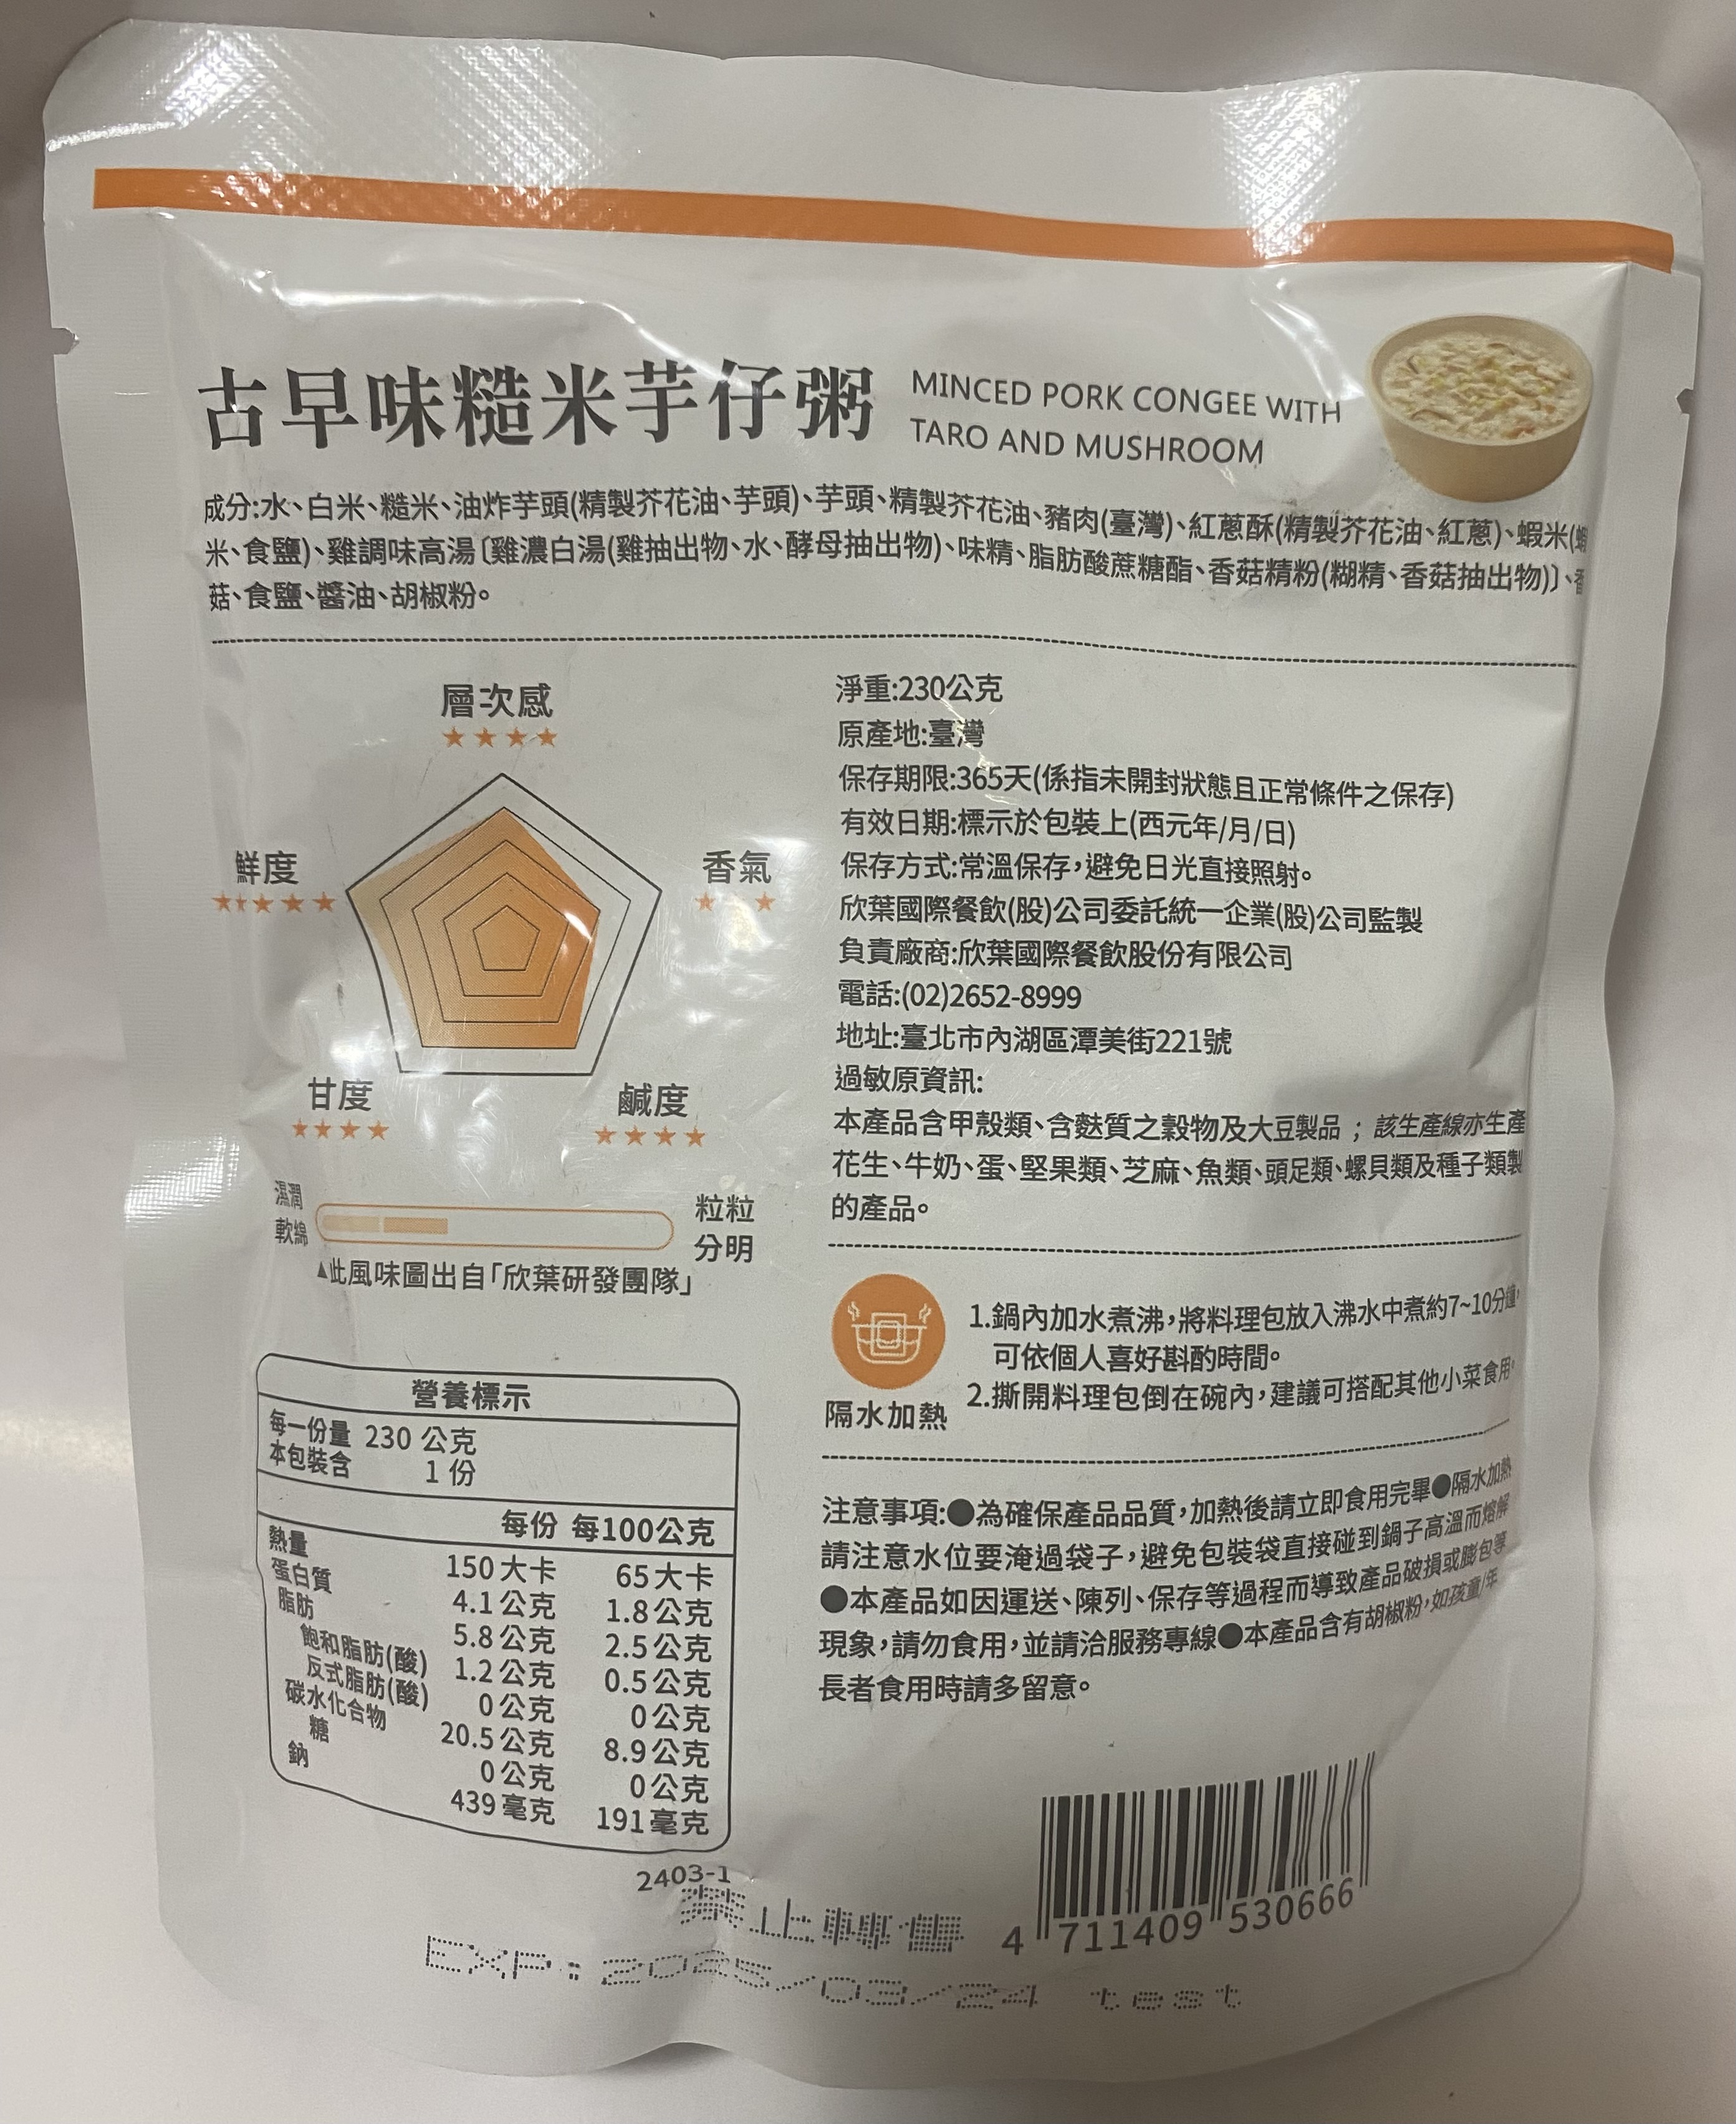 古早味糙米芋仔粥
MINCED PORK CONGEE WITH
TARO AND MUSHROOM
成分:水、白米、糙米、油炸芋頭(精製芥花油、芋頭)、芋頭、精製芥花油、豬肉(臺灣)、紅蔥酥(精製芥花油、紅蔥)、蝦米(蝦
米、食鹽)、雞調味高湯〔雞濃白湯(雞抽出物、水、酵母抽出物)、味精、脂肪酸蔗糖酯、香菇精粉(糊精、香菇抽出物)〕、香
菇、食鹽、醬油、胡椒粉。
層次感
★★★★
鮮度
香氣
甘度
★★★★
鹹度
★★★★
濕潤
軟綿
粒粒
分明
▲此風味圖出自「欣葉研發團隊」
淨重:230公克
原產地:臺灣
保存期限:365天(係指未開封狀態且正常條件之保存)
有效日期:標示於包裝上(西元年/月/日)
保存方式:常溫保存,避免日光直接照射。
欣葉國際餐飲(股)公司委託統一企業(股)公司監製
負責廠商:欣葉國際餐飲股份有限公司
電話:(02)2652-8999
地址:臺北市內湖區潭美街221號
過敏原資訊:
本產品含甲殼類、含麩質之穀物及大豆製品；該生產線亦生產
花生、牛奶、蛋、堅果類、芝麻、魚類、頭足類、螺貝類及種子類製
的產品。
隔水加熱
1.鍋內加水煮沸,將料理包放入沸水中煮約7~10分鐘,
可依個人喜好斟酌時間。
2.撕開料理包倒在碗內,建議可搭配其他小菜食用。
注意事項:●為確保產品品質,加熱後請立即食用完畢●隔水加熱
請注意水位要淹過袋子,避免包裝袋直接碰到鍋子高溫而熔解
●本產品如因運送、陳列、保存等過程而導致產品破損或膨包等
現象,請勿食用,並請洽服務專線●本產品含有胡椒粉,如孩童/年
長者食用時請多留意。
營養標示
每一份量 230 公克
本包裝含 1 份
每份 每100公克
熱量 150大卡 65大卡
蛋白質 4.1公克 1.8公克
脂肪 5.8公克 2.5公克
飽和脂肪(酸) 1.2公克 0.5公克
反式脂肪(酸) 0公克 0公克
碳水化合物 20.5公克 8.9公克
糖 0公克 0公克
鈉 439毫克 191毫克
2403-1
禁止轉售
EXP:2025/03/24 test
4 711409 530666